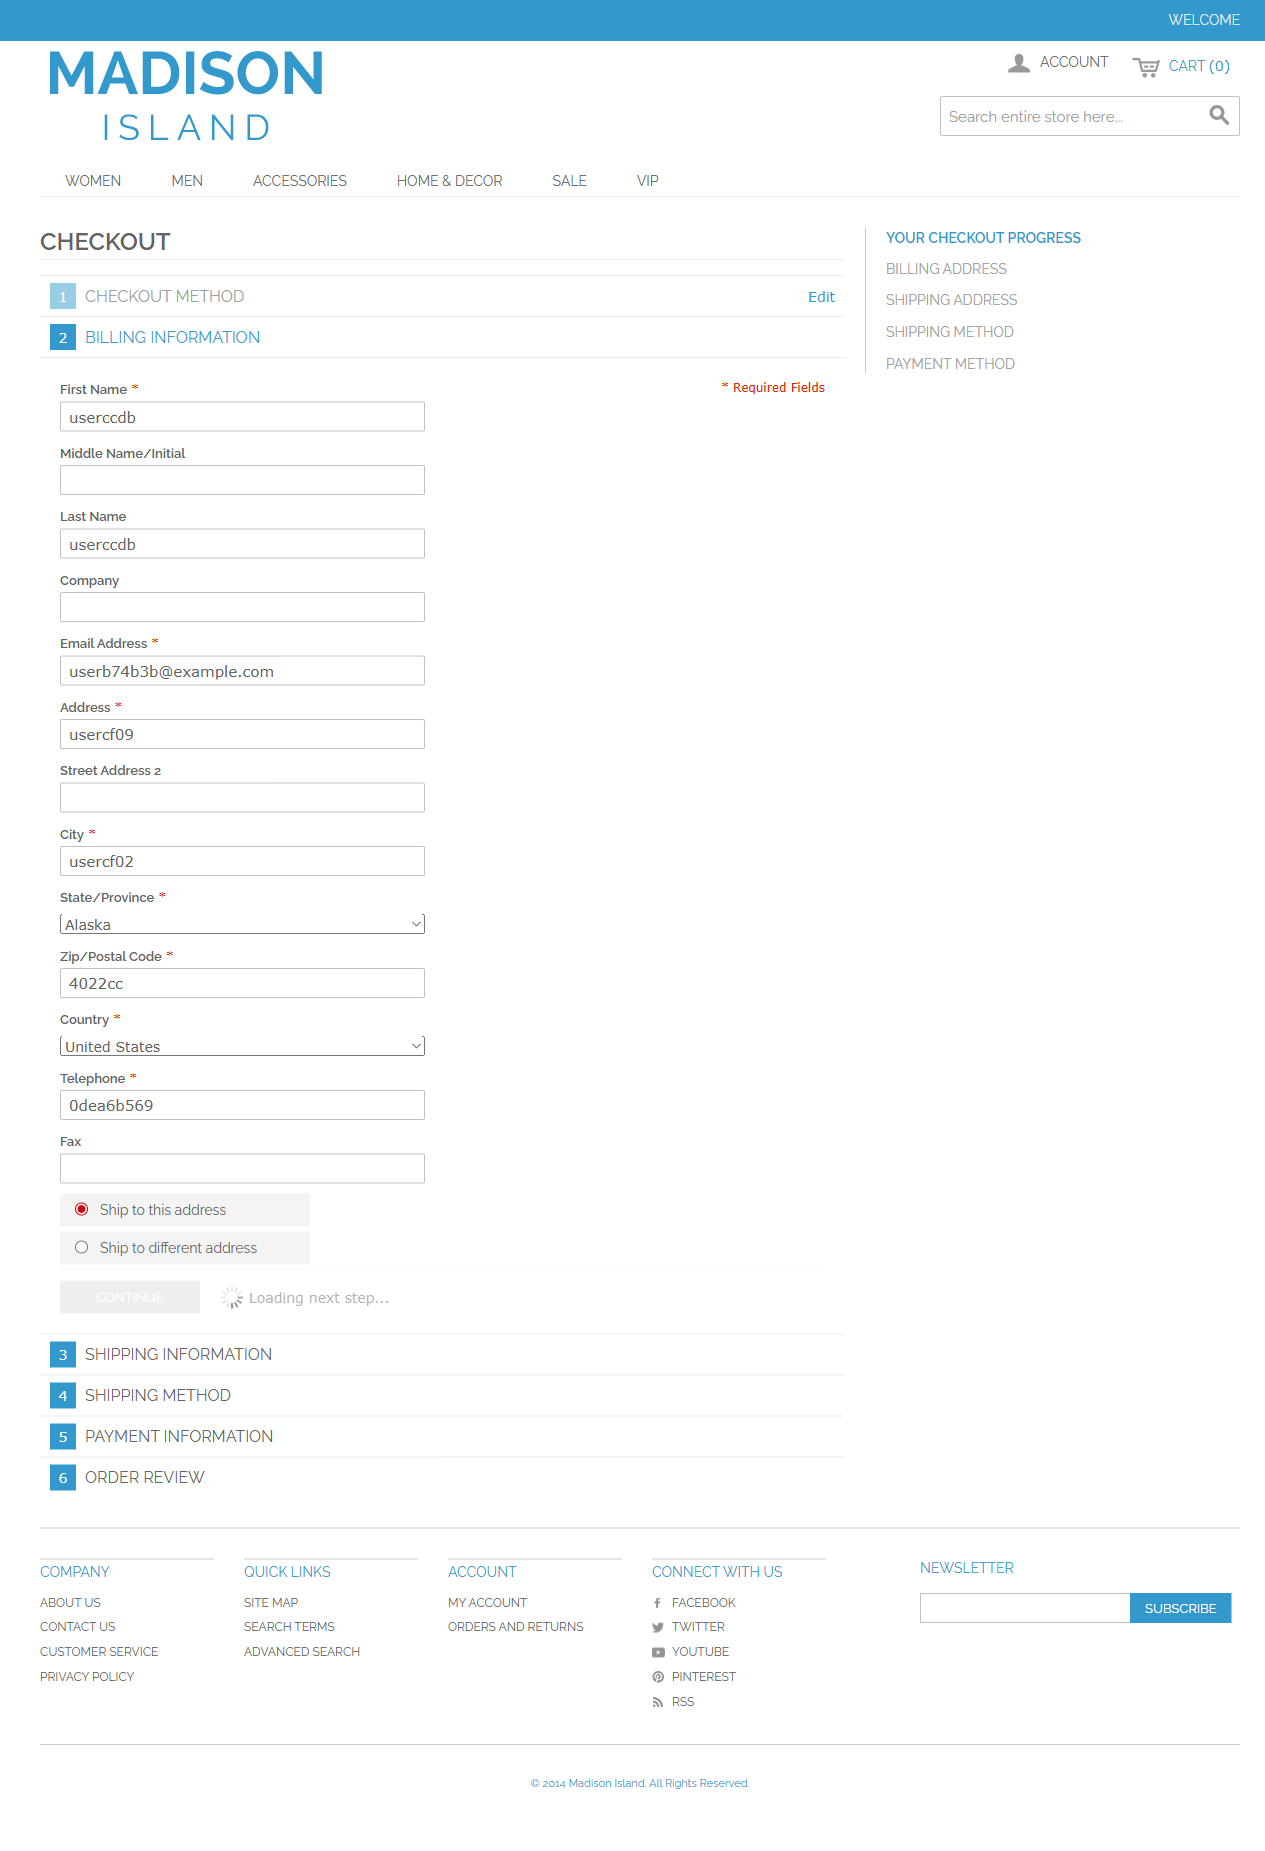 WELCOME
MADISON
ISLAND
ACCOUNT
CART (0)
Search entire store here...
WOMEN
MEN
ACCESSORIES
HOME & DECOR
SALE
VIP
CHECKOUT
1 CHECKOUT METHOD
Edit
2 BILLING INFORMATION
First Name *
* Required Fields
userccdb
Middle Name/Initial
Last Name
userccdb
Company
Email Address *
userb74b3b@example.com
Address *
usercf09
Street Address 2
City *
usercf02
State/Province *
Alaska
Zip/Postal Code *
4022cc
Country *
United States
Telephone *
0dea6b569
Fax
Ship to this address
Ship to different address
CONTINUE
Loading next step...
3 SHIPPING INFORMATION
4 SHIPPING METHOD
5 PAYMENT INFORMATION
6 ORDER REVIEW
YOUR CHECKOUT PROGRESS
BILLING ADDRESS
SHIPPING ADDRESS
SHIPPING METHOD
PAYMENT METHOD
COMPANY
ABOUT US
CONTACT US
CUSTOMER SERVICE
PRIVACY POLICY
QUICK LINKS
SITE MAP
SEARCH TERMS
ADVANCED SEARCH
ACCOUNT
MY ACCOUNT
ORDERS AND RETURNS
CONNECT WITH US
FACEBOOK
TWITTER
YOUTUBE
PINTEREST
RSS
NEWSLETTER
SUBSCRIBE
© 2014 Madison Island. All Rights Reserved.